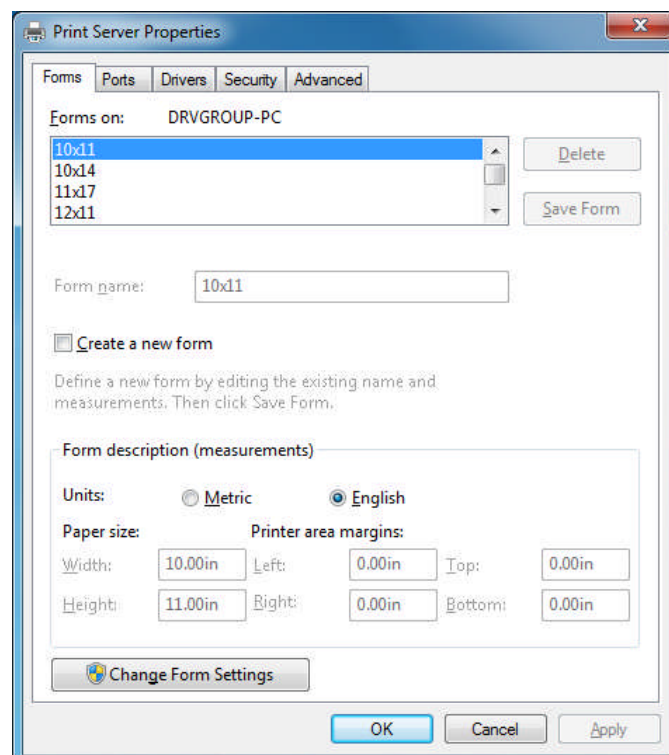 Print Server Properties
Forms Ports Drivers Security Advanced
Forms on: DRVGROUP-PC
10x11
10x14
11x17
12x11
Delete
Save Form
Form name: 10x11
Create a new form
Define a new form by editing the existing name and
measurements. Then click Save Form.
Form description (measurements)
Units: Metric English
Paper size: Printer area margins:
Width: 10.00in Left: 0.00in Top: 0.00in
Height: 11.00in Right: 0.00in Bottom: 0.00in
Change Form Settings
OK Cancel Apply